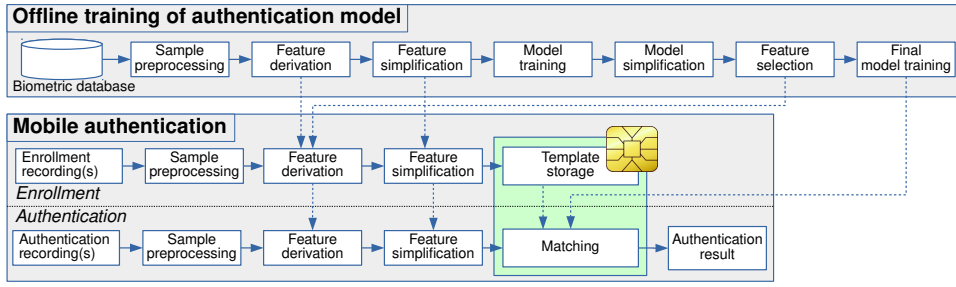 Offline training of authentication model
Biometric database
Sample
preprocessing
Feature
derivation
Feature
simplification
Model
training
Model
simplification
Feature
selection
Final
model training
Mobile authentication
Enrollment
recording(s)
Sample
preprocessing
Feature
derivation
Feature
simplification
Template
storage
Enrollment
Authentication
Authentication
recording(s)
Sample
preprocessing
Feature
derivation
Feature
simplification
Matching
Authentication
result